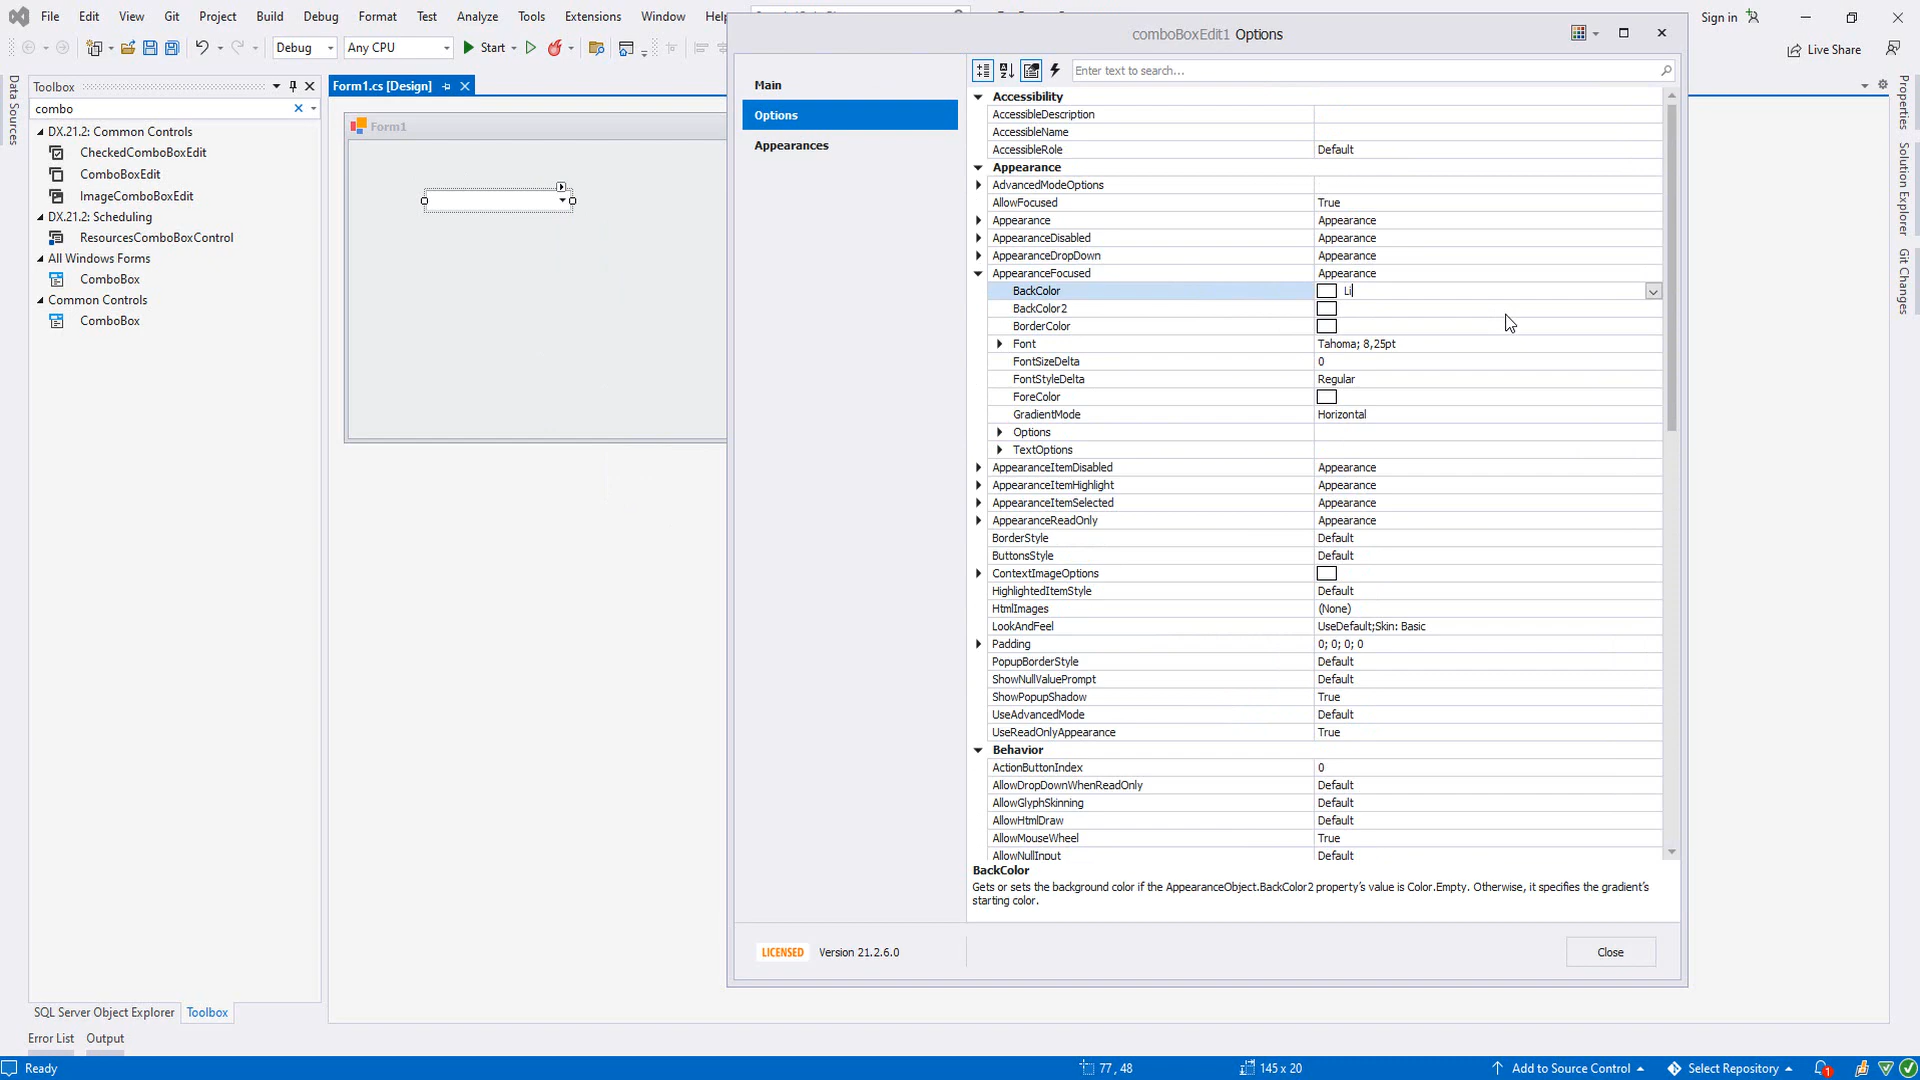 File Edit View Git Project Build Debug Format Test Analyze Tools Extensions Window Help
Sign in
Debug Any CPU Start
Live Share
comboBoxEdit1 Options
Toolbox
combo
DX.21.2: Common Controls
CheckedComboBoxEdit
ComboBoxEdit
ImageComboBoxEdit
DX.21.2: Scheduling
ResourcesComboBoxControl
All Windows Forms
ComboBox
Common Controls
ComboBox
Data Sources
Form1.cs [Design]
Form1
Main
Options
Appearances
Enter text to search...
Accessibility
AccessibleDescription
AccessibleName
AccessibleRole Default
Appearance
AdvancedModeOptions
AllowFocused True
Appearance Appearance
AppearanceDisabled Appearance
AppearanceDropDown Appearance
AppearanceFocused Appearance
BackColor Li
BackColor2
BorderColor
Font Tahoma; 8,25pt
FontSizeDelta 0
FontStyleDelta Regular
ForeColor
GradientMode Horizontal
Options
TextOptions
AppearanceItemDisabled Appearance
AppearanceItemHighlight Appearance
AppearanceItemSelected Appearance
AppearanceReadOnly Appearance
BorderStyle Default
ButtonsStyle Default
ContextImageOptions
HighlightedItemStyle Default
HtmlImages (None)
LookAndFeel UseDefault;Skin: Basic
Padding 0; 0; 0; 0
PopupBorderStyle Default
ShowNullValuePrompt Default
ShowPopupShadow True
UseAdvancedMode Default
UseReadOnlyAppearance True
Behavior
ActionButtonIndex 0
AllowDropDownWhenReadOnly Default
AllowGlyphSkinning Default
AllowHtmlDraw Default
AllowMouseWheel True
AllowNullInput Default
BackColor
Gets or sets the background color if the AppearanceObject.BackColor2 property's value is Color.Empty. Otherwise, it specifies the gradient's
starting color.
LICENSED Version 21.2.6.0
Close
Properties
Solution Explorer
Git Changes
SQL Server Object Explorer Toolbox
Error List Output
Ready
77 , 48
145 x 20
Add to Source Control
Select Repository
1